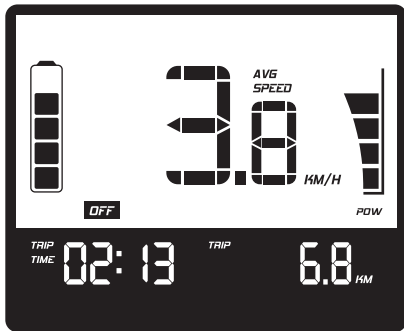 AVG
SPEED
3.8 KM/H
OFF
POW
TRIP
TIME 02:13 TRIP 6.8 KM